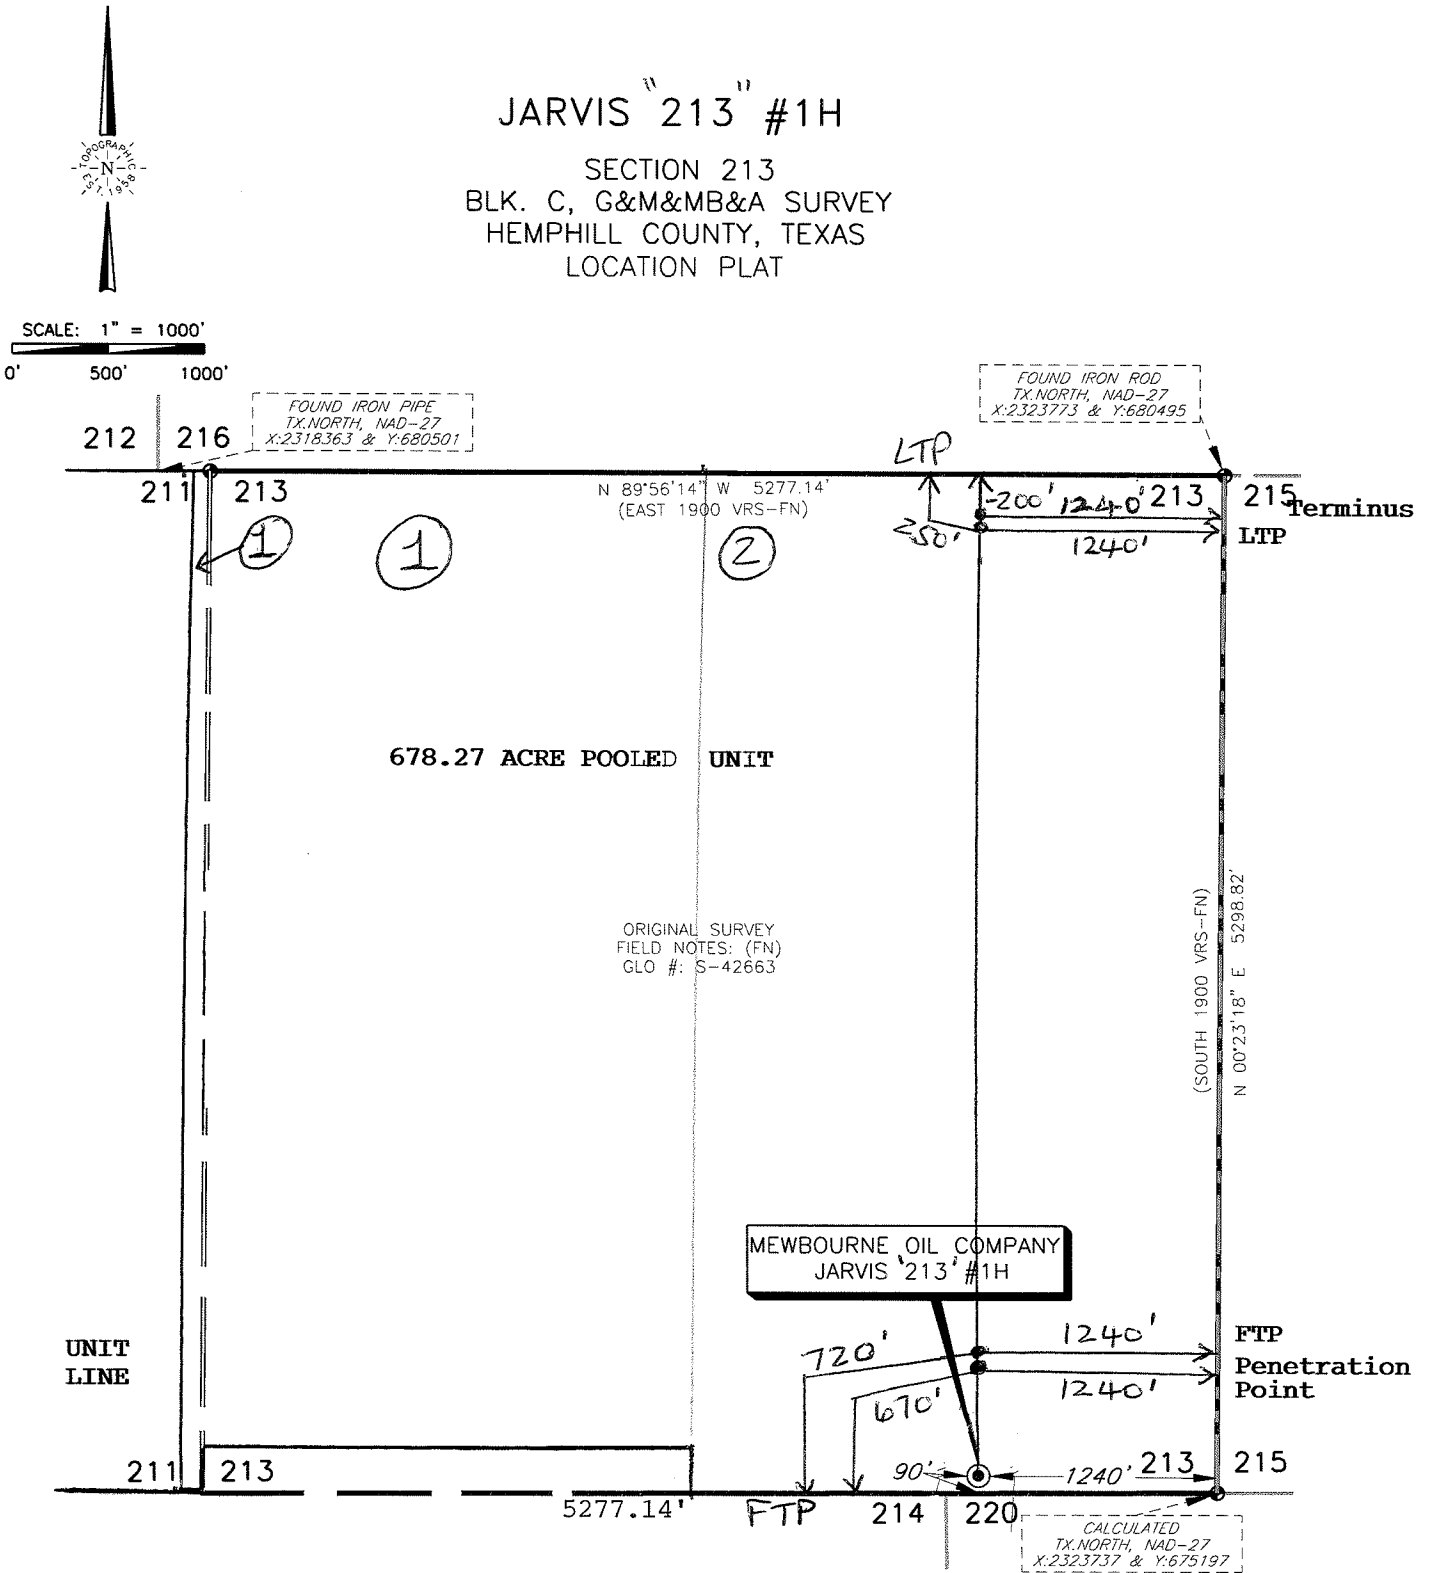 JARVIS "213" #1H
SECTION 213
BLK. C, G&M&MB&A SURVEY
HEMPHILL COUNTY, TEXAS
LOCATION PLAT
TOPOGRAPHIC
N
EST. 1958
SCALE: 1" = 1000'
0' 500' 1000'
FOUND IRON PIPE
TX.NORTH, NAD-27
X:2318363 & Y:680501
FOUND IRON ROD
TX.NORTH, NAD-27
X:2323773 & Y:680495
212 216
LTP
211 213
N 89°56'14" W 5277.14'
(EAST 1900 VRS-FN)
200' 1240' 213 215
Terminus
250' 1240' LTP
1 1 2
678.27 ACRE POOLED UNIT
ORIGINAL SURVEY
FIELD NOTES: (FN)
GLO #: S-42663
(SOUTH 1900 VRS-FN)
N 00°23'18" E 5298.82'
MEWBOURNE OIL COMPANY
JARVIS '213' #1H
UNIT
LINE
720' 1240' FTP
670' 1240' Penetration
Point
211 213
90' 1240' 213 215
5277.14' FTP 214 220
CALCULATED
TX.NORTH, NAD-27
X:2323737 & Y:675197